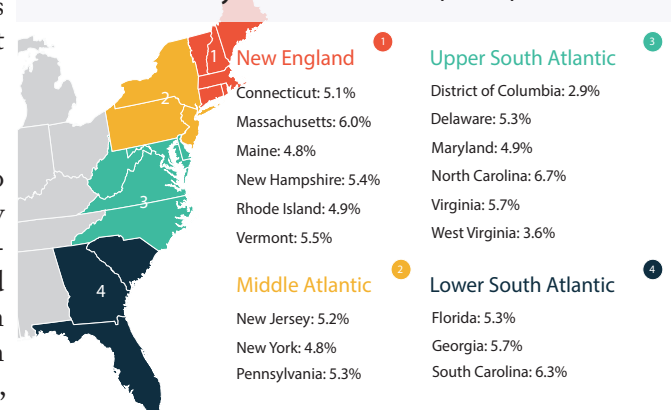 New England 1
Connecticut: 5.1%
Massachusetts: 6.0%
Maine: 4.8%
New Hampshire: 5.4%
Rhode Island: 4.9%
Vermont: 5.5%
Middle Atlantic 2
New Jersey: 5.2%
New York: 4.8%
Pennsylvania: 5.3%
Upper South Atlantic 3
District of Columbia: 2.9%
Delaware: 5.3%
Maryland: 4.9%
North Carolina: 6.7%
Virginia: 5.7%
West Virginia: 3.6%
Lower South Atlantic 4
Florida: 5.3%
Georgia: 5.7%
South Carolina: 6.3%
1
2
3
4